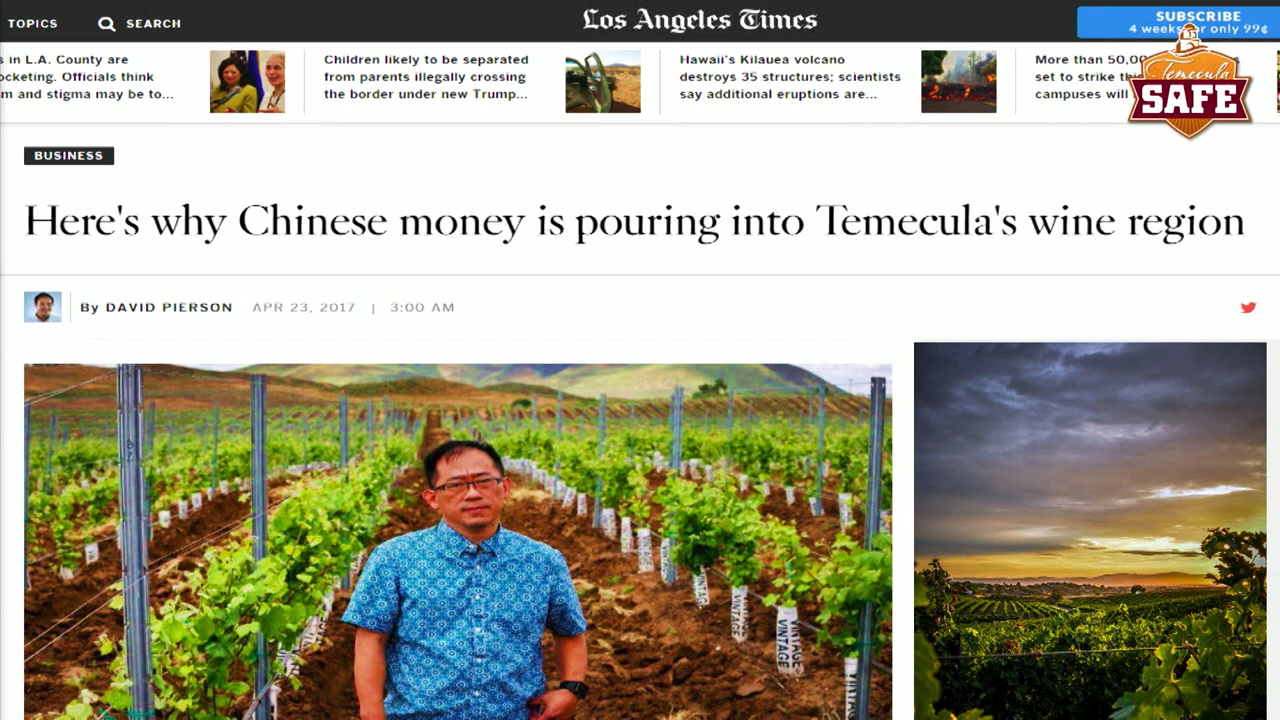 TOPICS
SEARCH
Los Angeles Times
SUBSCRIBE
4 weeks for only 99¢
s in L.A. County are
ocketing. Officials think
m and stigma may be to...
Children likely to be separated
from parents illegally crossing
the border under new Trump...
Hawaii's Kilauea volcano
destroys 35 structures; scientists
say additional eruptions are...
More than 50,00
set to strike
campuses will
Temecula
SAFE
BUSINESS
Here's why Chinese money is pouring into Temecula's wine region
By DAVID PIERSON APR 23, 2017 | 3:00 AM
VINTAGE
VINTAGE
VINTAGE
VINTAGE